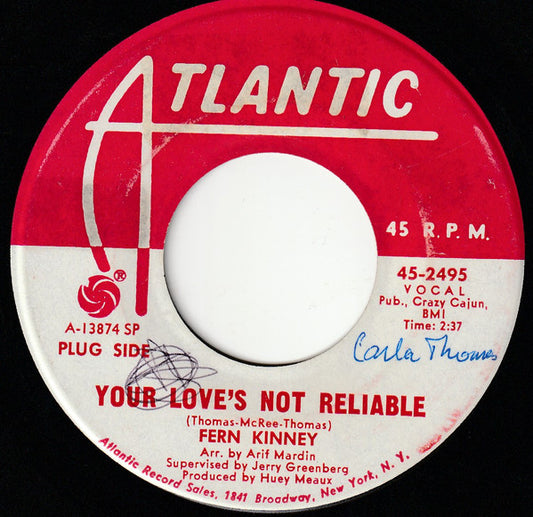 ATLANTIC
®
45 R.P.M.
A-13874 SP
PLUG SIDE
45-2495
VOCAL
Pub., Crazy Cajun,
BMI
Time: 2:37
Carla Thomas
YOUR LOVE'S NOT RELIABLE
(Thomas-McRee-Thomas)
FERN KINNEY
Arr. by Arif Mardin
Supervised by Jerry Greenberg
Produced by Huey Meaux
Atlantic Record Sales, 1841 Broadway, New York, N. Y.